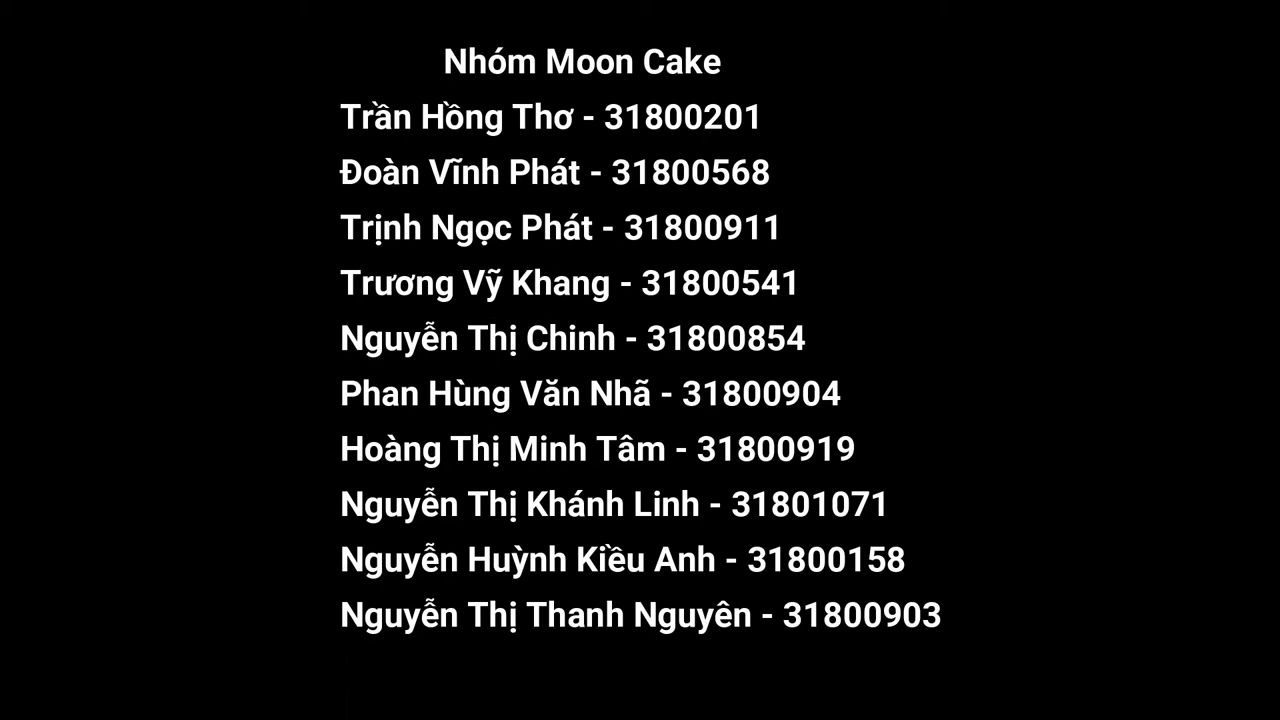 Nhóm Moon Cake
Trần Hồng Thơ - 31800201
Đoàn Vĩnh Phát - 31800568
Trịnh Ngọc Phát - 31800911
Trương Vỹ Khang - 31800541
Nguyễn Thị Chinh - 31800854
Phan Hùng Văn Nhã - 31800904
Hoàng Thị Minh Tâm - 31800919
Nguyễn Thị Khánh Linh - 31801071
Nguyễn Huỳnh Kiều Anh - 31800158
Nguyễn Thị Thanh Nguyên - 31800903